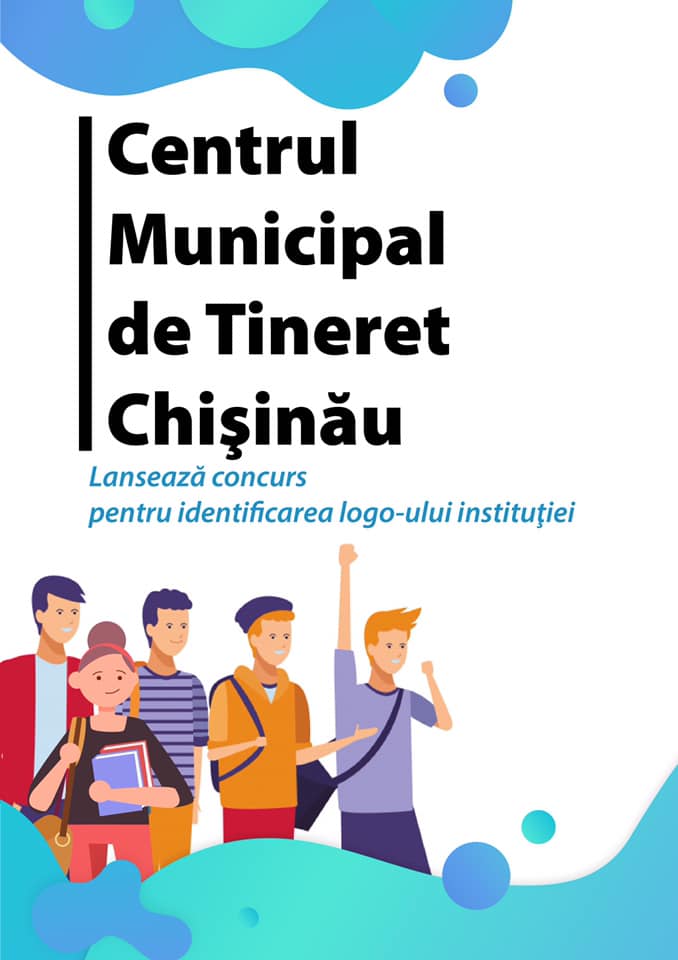 Centrul
Municipal
de Tineret
Chişinău
Lansează concurs
pentru identificarea logo-ului instituţiei